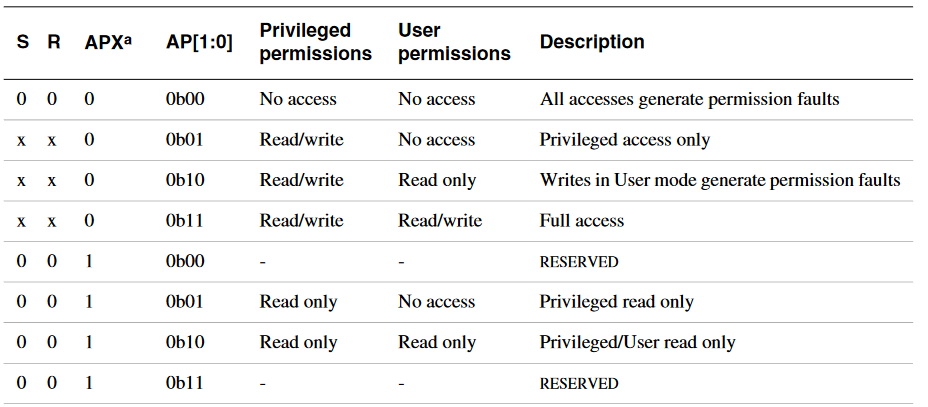 S R APXa AP[1:0] Privileged permissions User permissions Description
0 0 0 0b00 No access No access All accesses generate permission faults
x x 0 0b01 Read/write No access Privileged access only
x x 0 0b10 Read/write Read only Writes in User mode generate permission faults
x x 0 0b11 Read/write Read/write Full access
0 0 1 0b00 - - RESERVED
0 0 1 0b01 Read only No access Privileged read only
0 0 1 0b10 Read only Read only Privileged/User read only
0 0 1 0b11 - - RESERVED